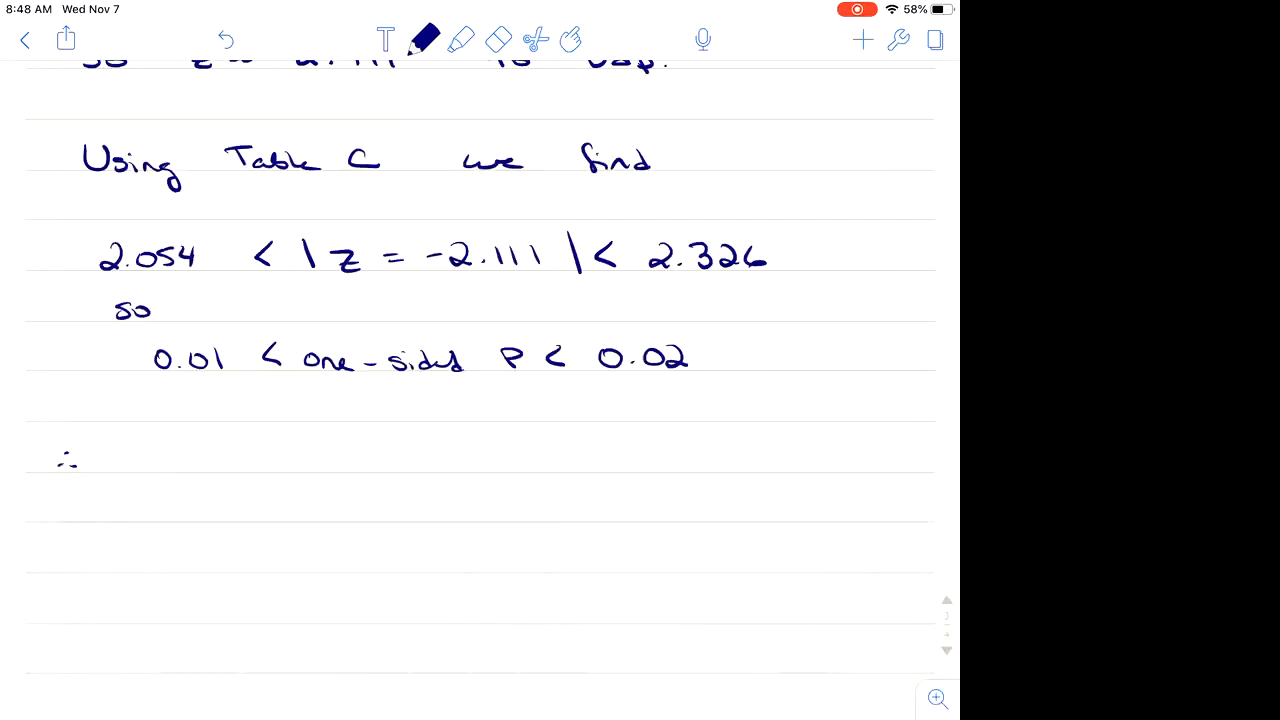 8:48 AM Wed Nov 7
58%
T
Using Table C we find
2.054 < | z = -2.111 | < 2.326
so
0.01 < one-sided P < 0.02
∴